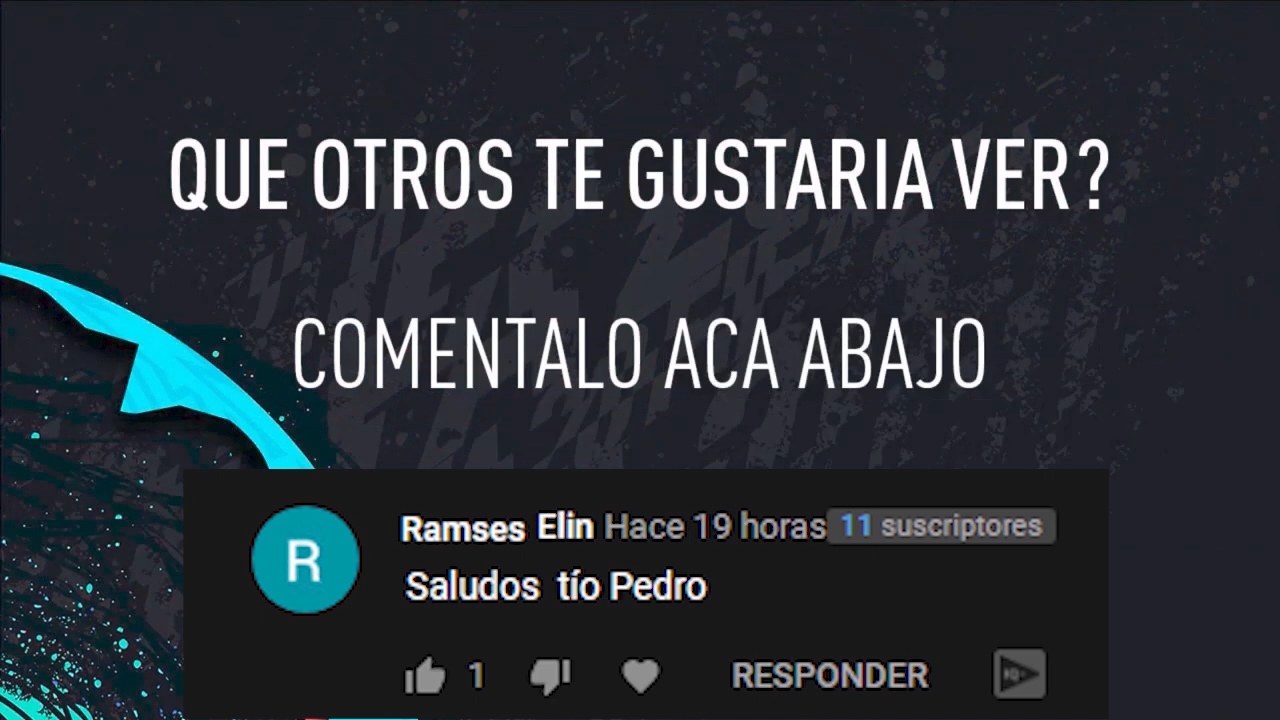 QUE OTROS TE GUSTARIA VER?
COMENTALO ACA ABAJO
R
Ramses Elin Hace 19 horas 11 suscriptores
Saludos tío Pedro
1 RESPONDER